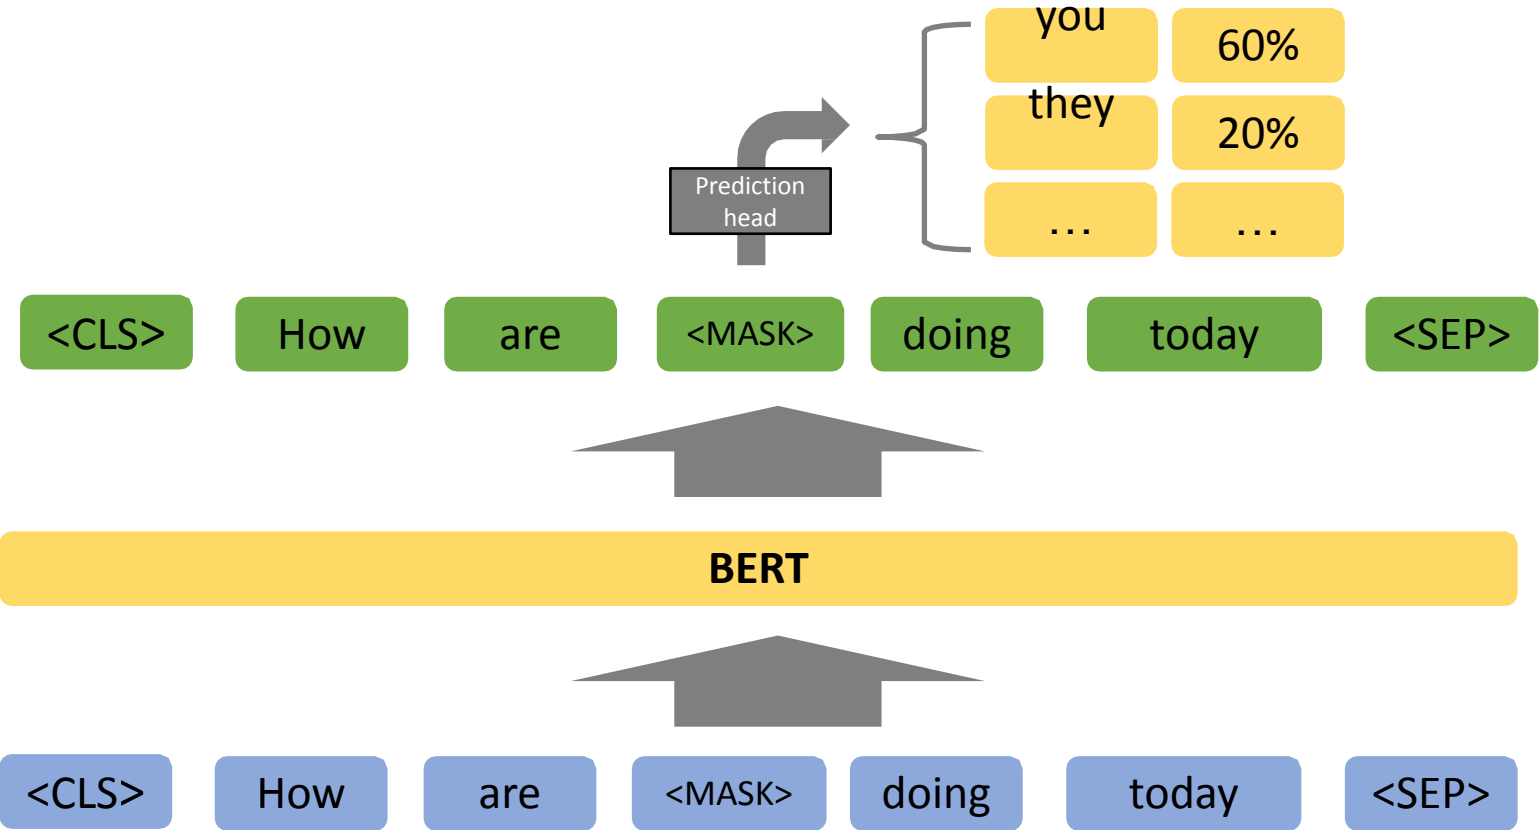 you 60%
they 20%
Prediction
head
... ...
<CLS> How are <MASK> doing today <SEP>
BERT
<CLS> How are <MASK> doing today <SEP>